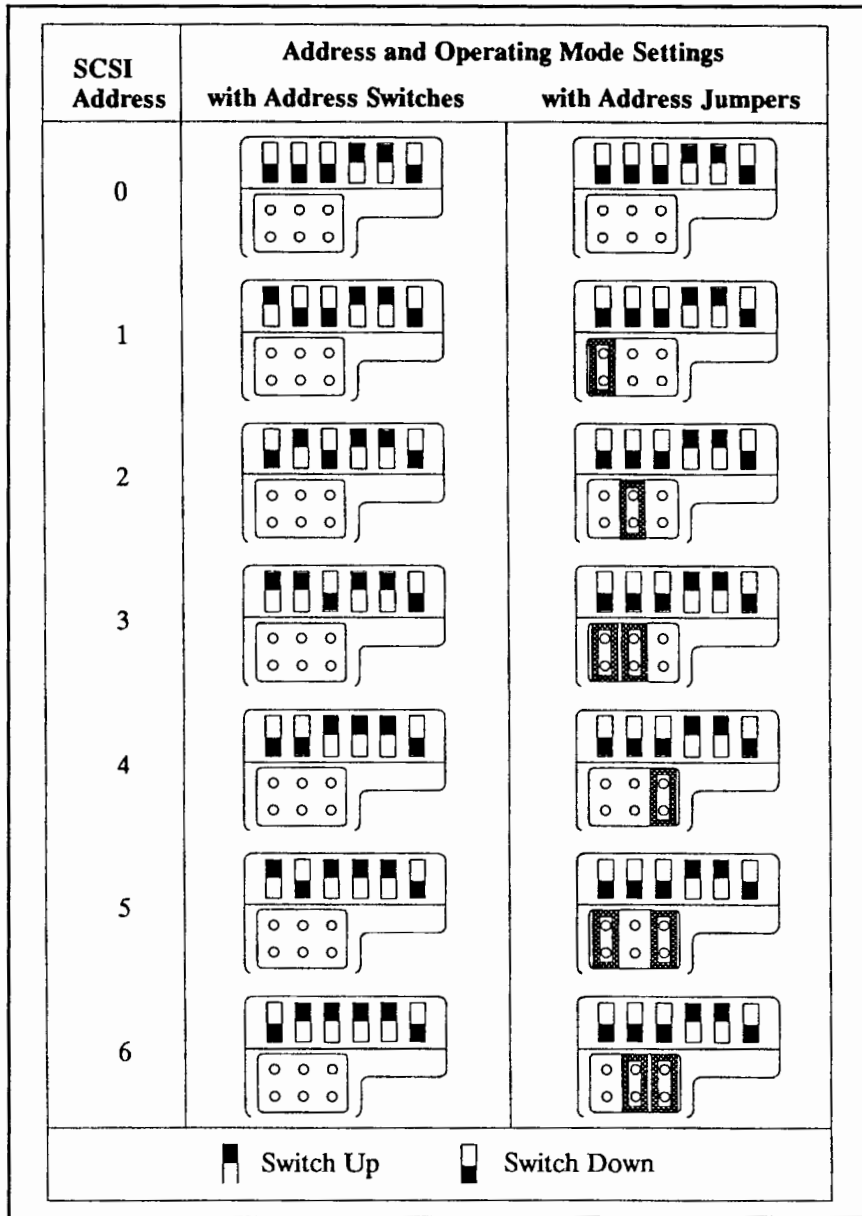 SCSI Address
Address and Operating Mode Settings
with Address Switches
with Address Jumpers
0
1
2
3
4
5
6
Switch Up
Switch Down